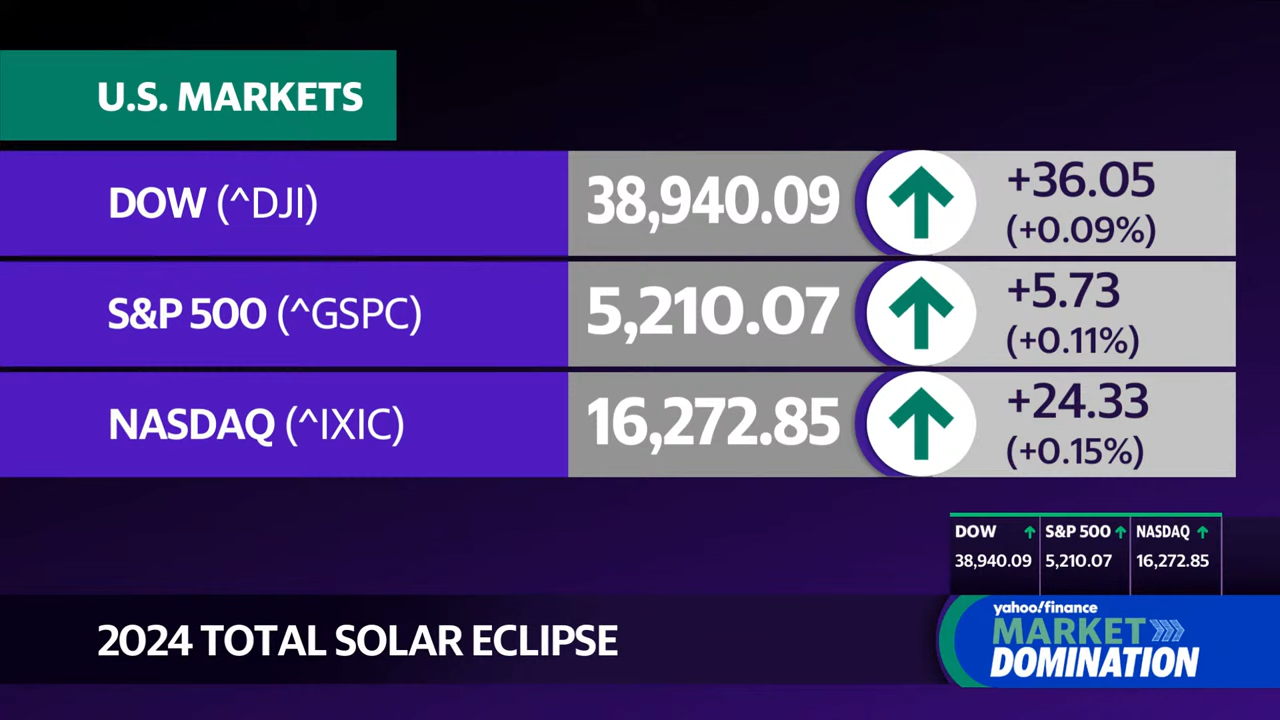 U.S. MARKETS
DOW (^DJI) 38,940.09 +36.05
(+0.09%)
S&P 500 (^GSPC) 5,210.07 +5.73
(+0.11%)
NASDAQ (^IXIC) 16,272.85 +24.33
(+0.15%)
DOW S&P 500 NASDAQ
38,940.09 5,210.07 16,272.85
2024 TOTAL SOLAR ECLIPSE
yahoo!finance
MARKET
DOMINATION